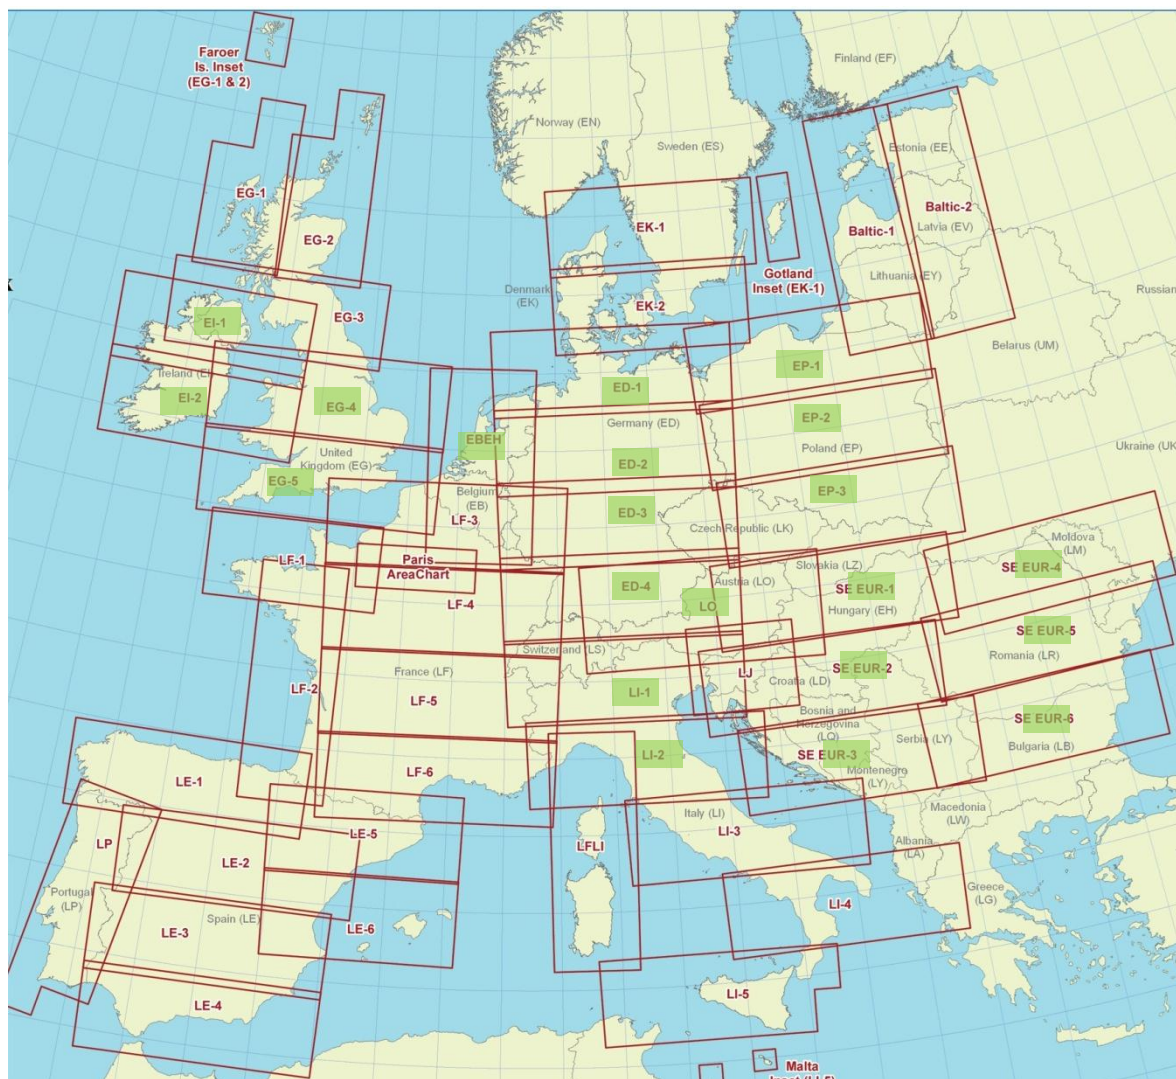 Faroer
Is. Inset
(EG-1 & 2)
Finland (EF)
Norway (EN)
Sweden (ES)
Estonia (EE)
EG-1
EG-2
EK-1
Baltic-1
Baltic-2
Latvia (EV)
Gotland
Inset (EK-1)
Lithuania (EY)
Russian
Denmark
(EK)
EK-2
EG-3
EI-1
Belarus (UM)
Ireland (EI)
EI-2
EG-4
ED-1
EP-1
EP-2
Germany (ED)
Poland (EP)
EBEH
Ukraine (UK
United
Kingdom (EG)
EG-5
Belgium
(EB)
ED-2
EP-3
LF-3
ED-3
Czech Republic (LK)
Moldova
(LM)
LF-1
Paris
AreaChart
LF-4
ED-4
Austria (LO)
LO
Slovakia (LZ)
SE EUR-1
Hungary (EH)
SE EUR-4
SE EUR-5
Romania (LR)
Switzerland (LS)
France (LF)
LJ
SE EUR-2
Croatia (LD)
LF-2
LF-5
LI-1
Bosnia and
Herzegovina
(LQ)
SE EUR-6
Bulgaria (LB)
Serbia (LY)
LI-2
SE EUR-3
Montenegro
(LY)
LE-1
LF-6
Macedonia
(LW)
Italy (LI)
LI-3
Albania
(LA)
LP
LE-5
LE-2
LFLI
Portugal
(LP)
Greece
(LG)
LI-4
Spain (LE)
LE-3
LE-6
LE-4
LI-5
Malta
Inset (LI-5)